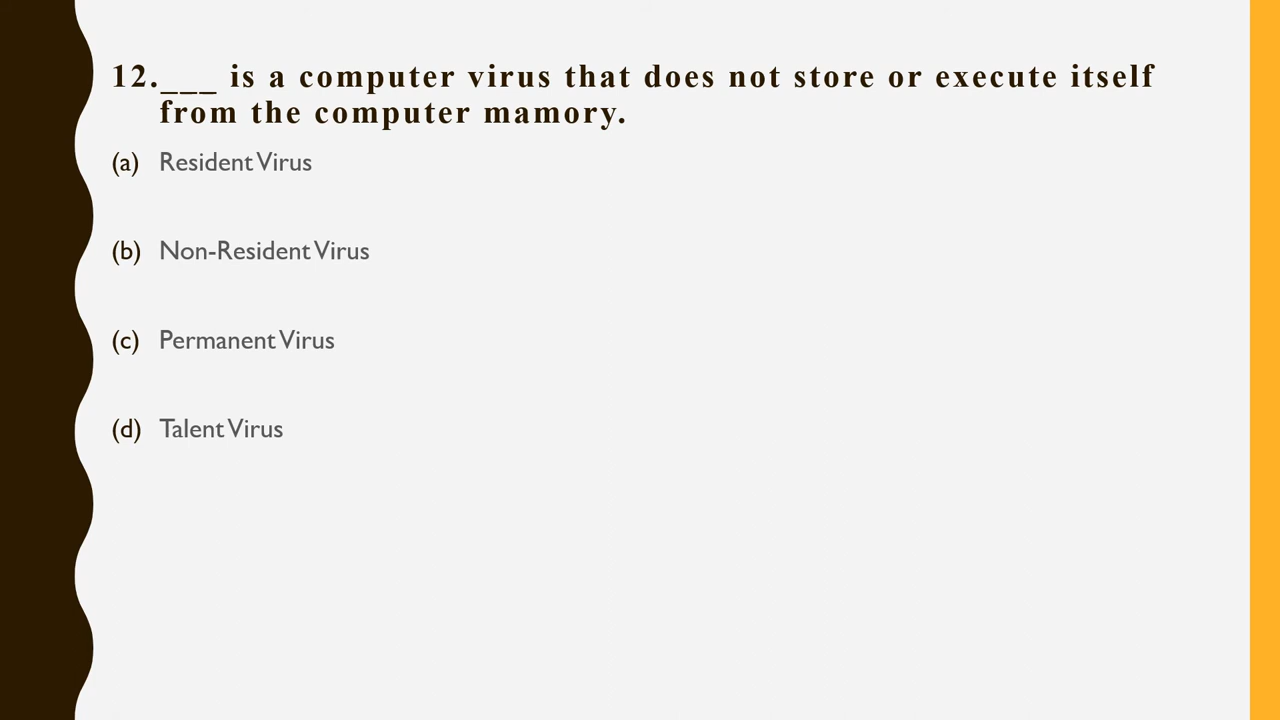 12.___ is a computer virus that does not store or execute itself
from the computer mamory.
(a) Resident Virus
(b) Non-Resident Virus
(c) Permanent Virus
(d) Talent Virus